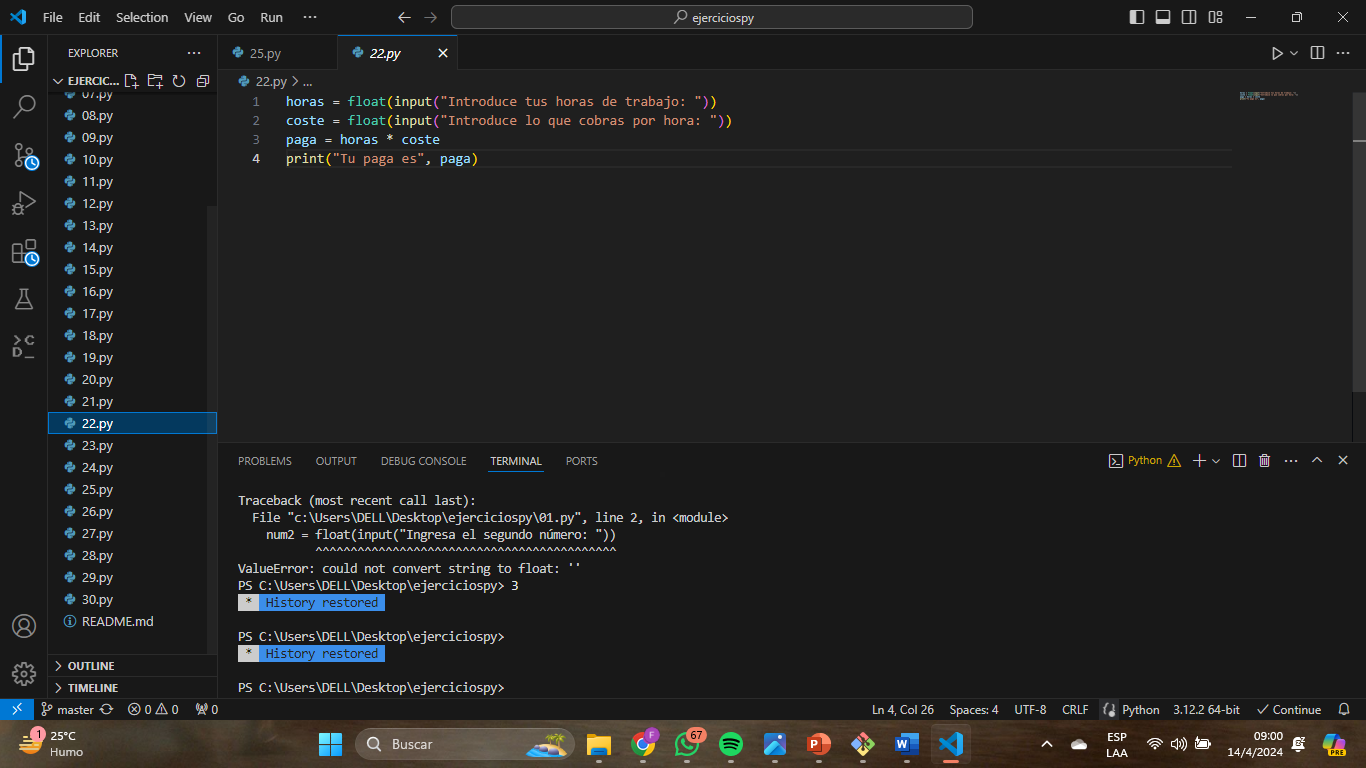 File Edit Selection View Go Run ··· ejerciciospy
EXPLORER ···
25.py 22.py
EJERCIC...
22.py > ...
07.py
08.py
09.py
10.py
11.py
12.py
13.py
14.py
15.py
16.py
17.py
18.py
19.py
20.py
21.py
22.py
23.py
24.py
25.py
26.py
27.py
28.py
29.py
30.py
README.md
OUTLINE
TIMELINE
1 horas = float(input("Introduce tus horas de trabajo: "))
2 coste = float(input("Introduce lo que cobras por hora: "))
3 paga = horas * coste
4 print("Tu paga es", paga)
PROBLEMS OUTPUT DEBUG CONSOLE TERMINAL PORTS Python
Traceback (most recent call last):
File "c:\Users\DELL\Desktop\ejerciciospy\01.py", line 2, in <module>
num2 = float(input("Ingresa el segundo número: "))
^^^^^^^^^^^^^^^^^^^^^^^^^^^^^^^^^^^^^^^^^^^
ValueError: could not convert string to float: ''
PS C:\Users\DELL\Desktop\ejerciciospy> 3
* History restored
PS C:\Users\DELL\Desktop\ejerciciospy>
* History restored
PS C:\Users\DELL\Desktop\ejerciciospy>
master 0 0 0 Ln 4, Col 26 Spaces: 4 UTF-8 CRLF Python 3.12.2 64-bit Continue
1 25°C
Humo
Buscar
F
67
ESP
LAA
09:00
14/4/2024
PRE